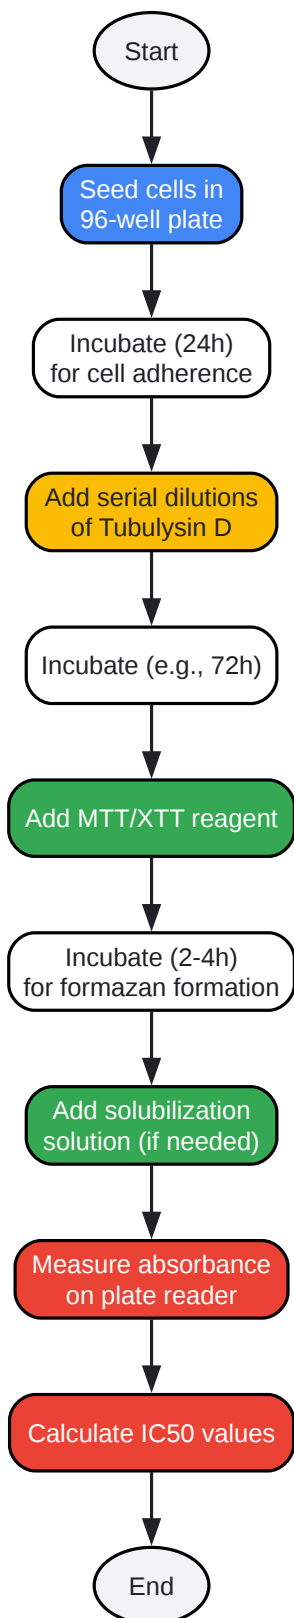 Start
Seed cells in
96-well plate
Incubate (24h)
for cell adherence
Add serial dilutions
of Tubulysin D
Incubate (e.g., 72h)
Add MTT/XTT reagent
Incubate (2-4h)
for formazan formation
Add solubilization
solution (if needed)
Measure absorbance
on plate reader
Calculate IC50 values
End